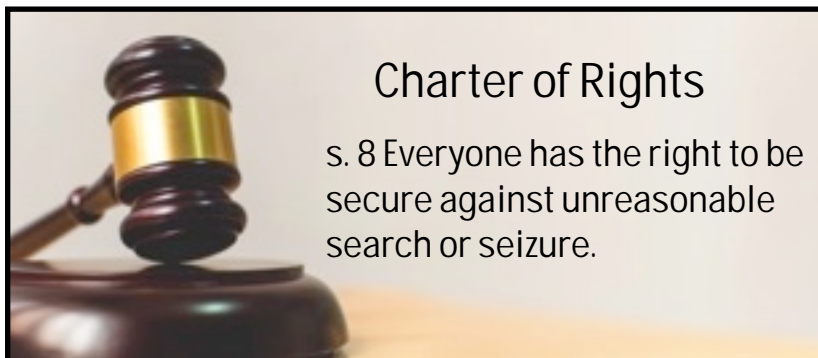 Charter of Rights
s. 8 Everyone has the right to be
secure against unreasonable
search or seizure.